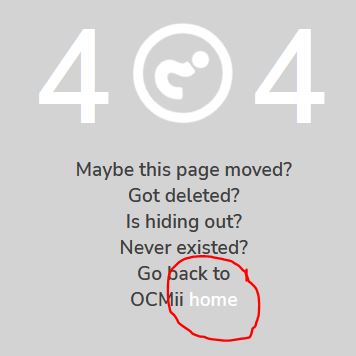 4 4
Maybe this page moved?
Got deleted?
Is hiding out?
Never existed?
Go back to
OCMii home